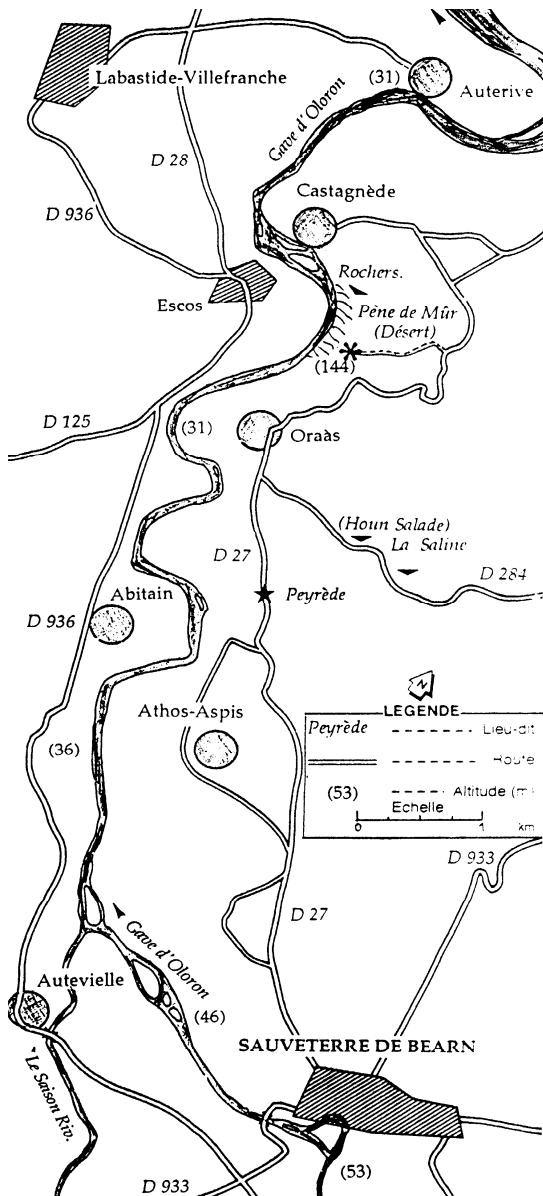 Labastide-Villefranche
(31)
Auterive
Gave d'Oloron
D 28
Castagnède
D 936
Rochers.
Escos
Pène de Mûr
(Désert)
(144)
D 125
(31)
Oraàs
(Houn Salade)
La Saline
D 27
D 284
Abitain
Peyrède
D 936
N
Athos-Aspis
LEGENDE
Peyrède
Lieu-dit
(36)
Route
(53)
Altitude (m)
Echelle
0
1
km
D 933
D 27
Gave d'Oloron
Autevielle
(46)
SAUVETERRE DE BEARN
Le Saison Riv.
(53)
D 933